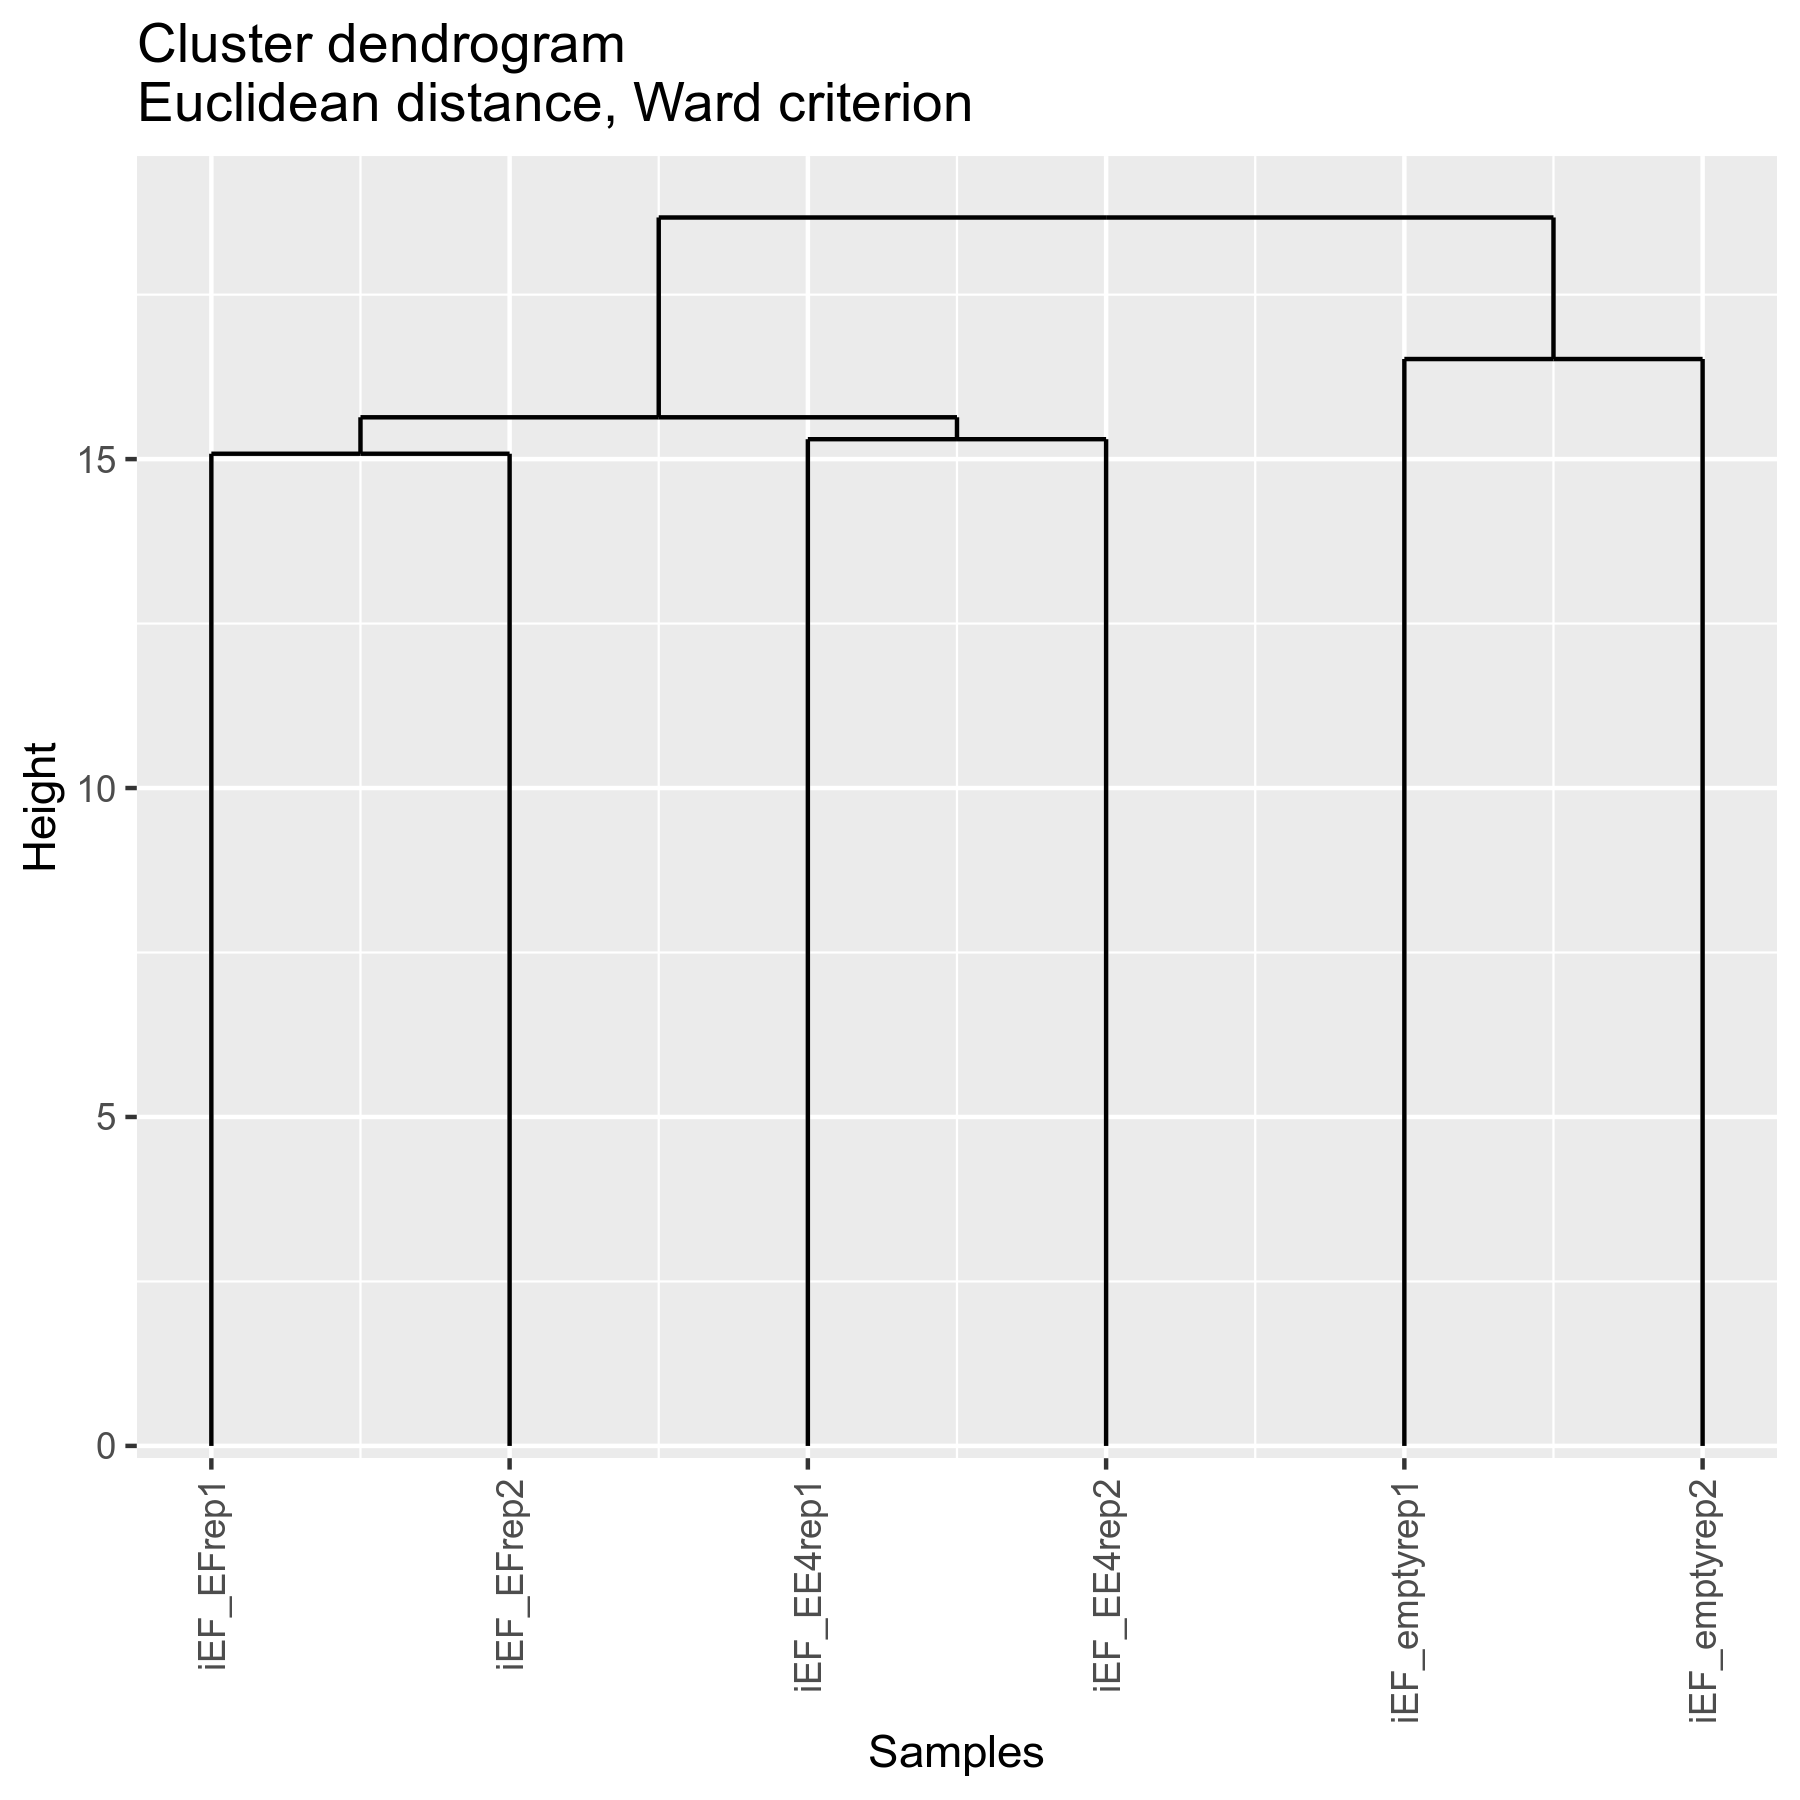 Cluster dendrogram
Euclidean distance, Ward criterion
Height
15
10
5
0
iEF_EFrep1
iEF_EFrep2
iEF_EE4rep1
iEF_EE4rep2
iEF_emptyrep1
iEF_emptyrep2
Samples